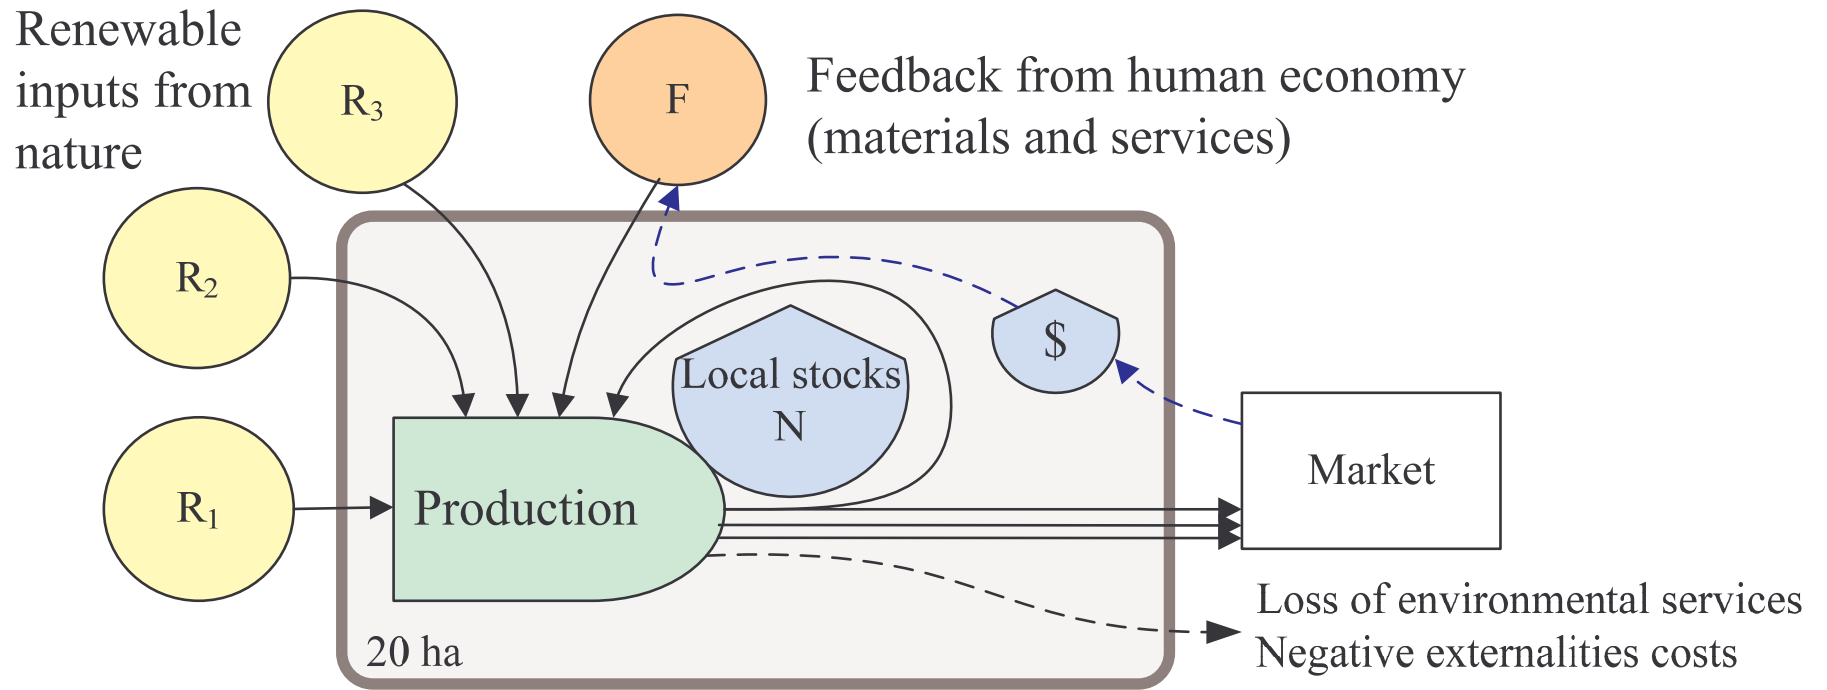 Renewable
inputs from
nature
R₃
F
Feedback from human economy
(materials and services)
R₂
$
Local stocks
N
Market
R₁
Production
Loss of environmental services
Negative externalities costs
20 ha